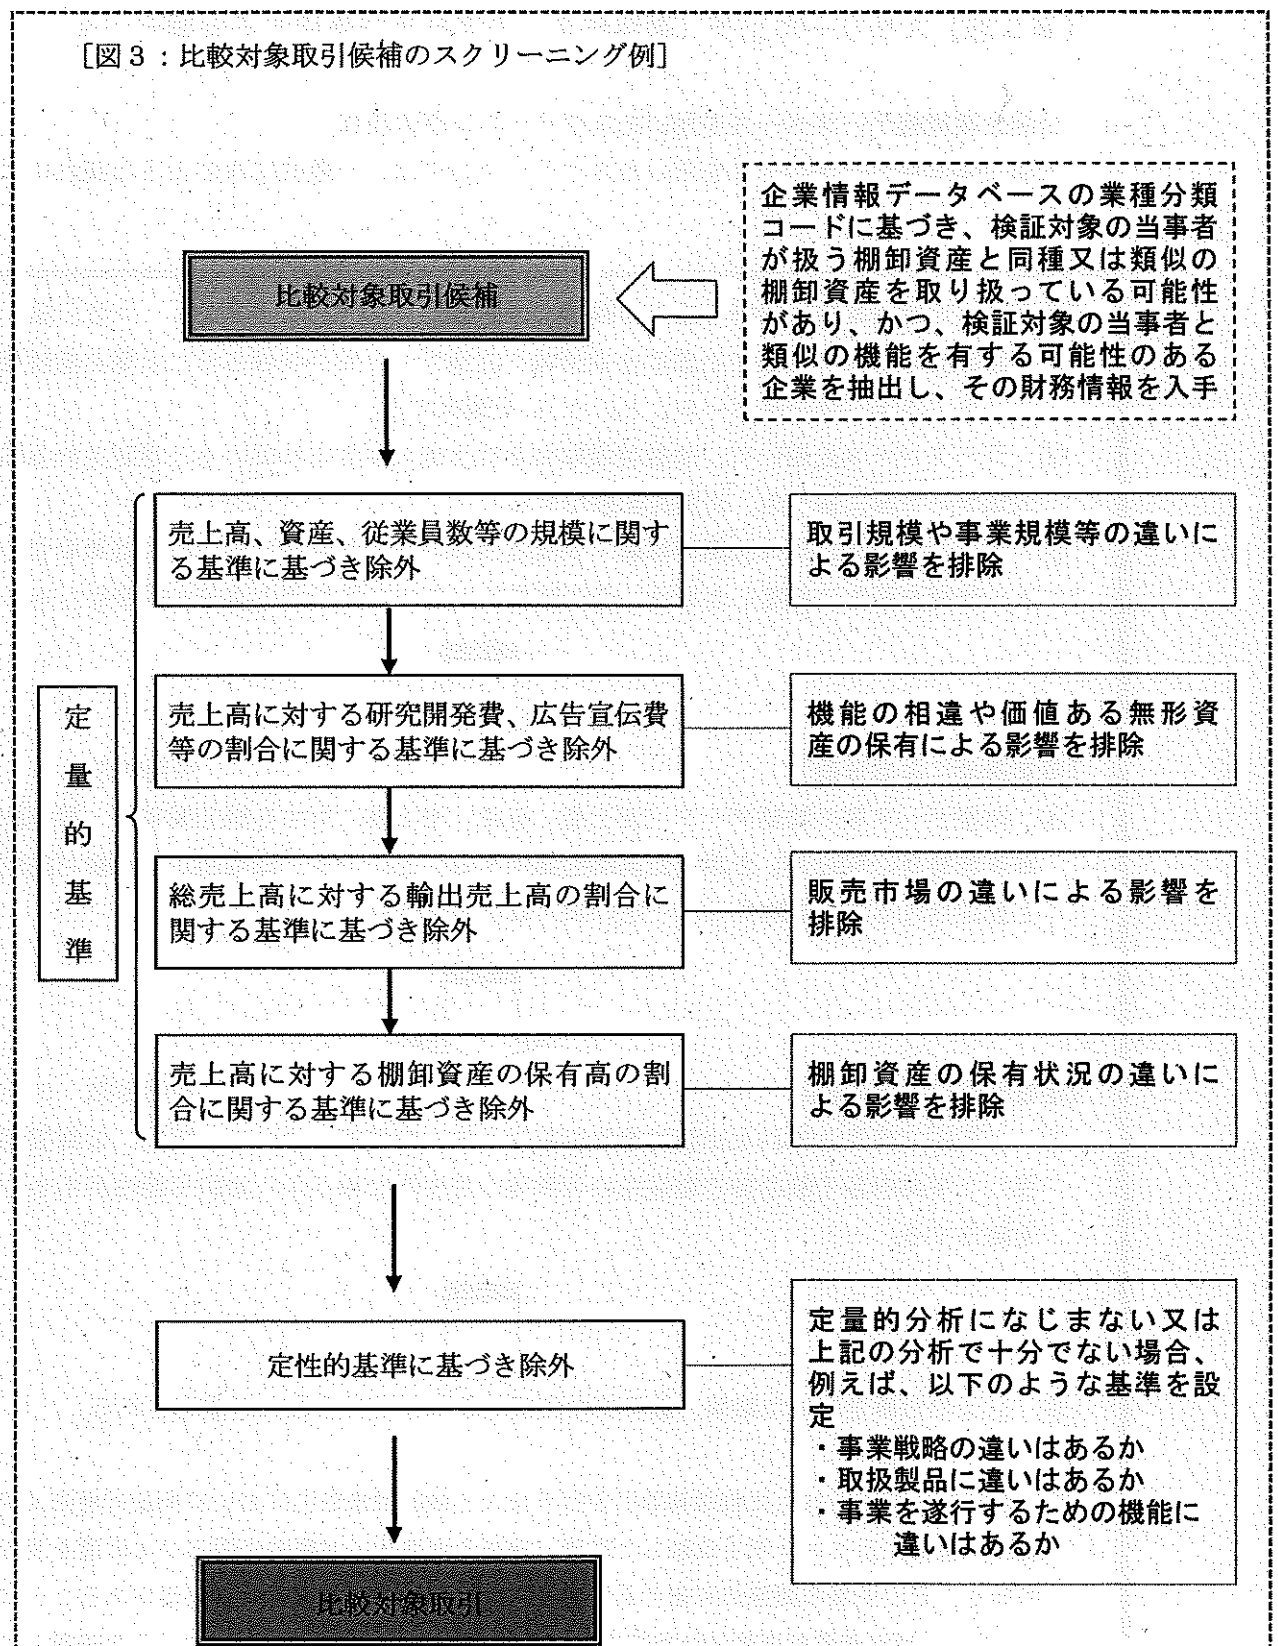 ［図３：比較対象取引候補のスクリーニング例］
企業情報データベースの業種分類
コードに基づき、検証対象の当事者
が扱う棚卸資産と同種又は類似の
棚卸資産を取り扱っている可能性
があり、かつ、検証対象の当事者と
類似の機能を有する可能性のある
企業を抽出し、その財務情報を入手
比較対象取引候補
売上高、資産、従業員数等の規模に関す
る基準に基づき除外
取引規模や事業規模等の違いに
よる影響を排除
定量的基準
売上高に対する研究開発費、広告宣伝費
等の割合に関する基準に基づき除外
機能の相違や価値ある無形資
産の保有による影響を排除
総売上高に対する輸出売上高の割合に
関する基準に基づき除外
販売市場の違いによる影響を
排除
売上高に対する棚卸資産の保有高の割
合に関する基準に基づき除外
棚卸資産の保有状況の違いに
よる影響を排除
定性的基準に基づき除外
定量的分析になじまない又は
上記の分析で十分でない場合、
例えば、以下のような基準を設
定
・事業戦略の違いはあるか
・取扱製品に違いはあるか
・事業を遂行するための機能に
違いはあるか
比較対象取引